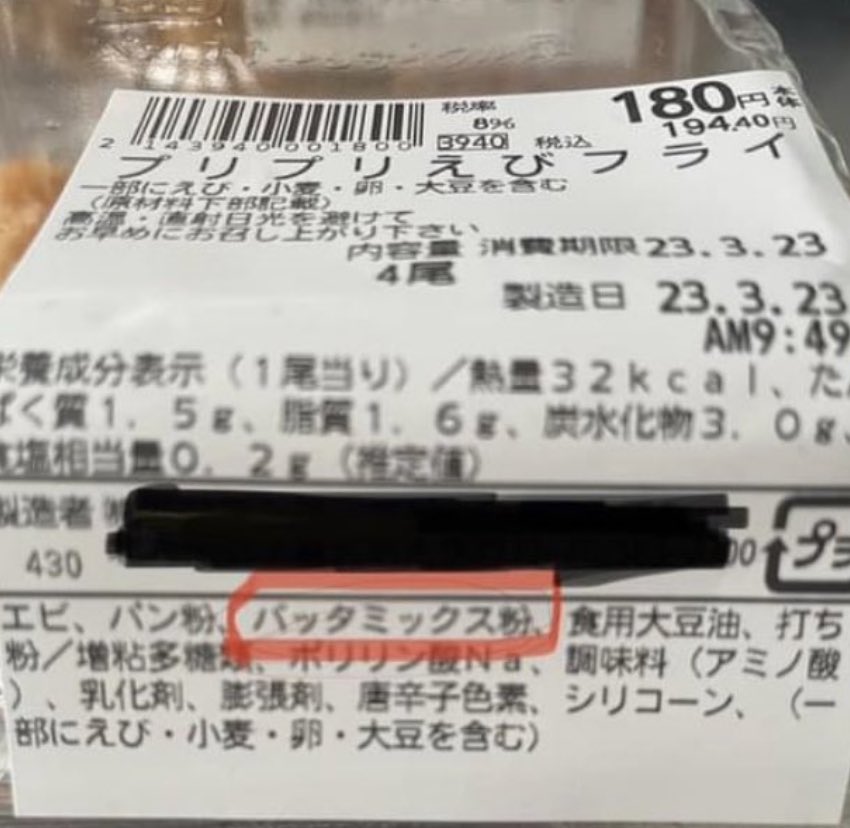 税率
8%
180円 本体
194.40円
2 143940 001800
3940 税込
プリプリえびフライ
一部にえび・小麦・卵・大豆を含む
(原材料下部記載)
高温・直射日光を避けて
お早めにお召し上がり下さい
内容量 消費期限 23.3.23
4尾
製造日 23.3.23
AM9:49
栄養成分表示(1尾当り)/熱量32kcal、たん
ぱく質1.5g、脂質1.6g、炭水化物3.0g、
食塩相当量0.2g(推定値)
製造者
430
00
プラ
エビ、パン粉、バッタミックス粉、食用大豆油、打ち
粉/増粘多糖類、ポリリン酸Na、調味料(アミノ酸
)、乳化剤、膨張剤、唐辛子色素、シリコーン、(一
部にえび・小麦・卵・大豆を含む)